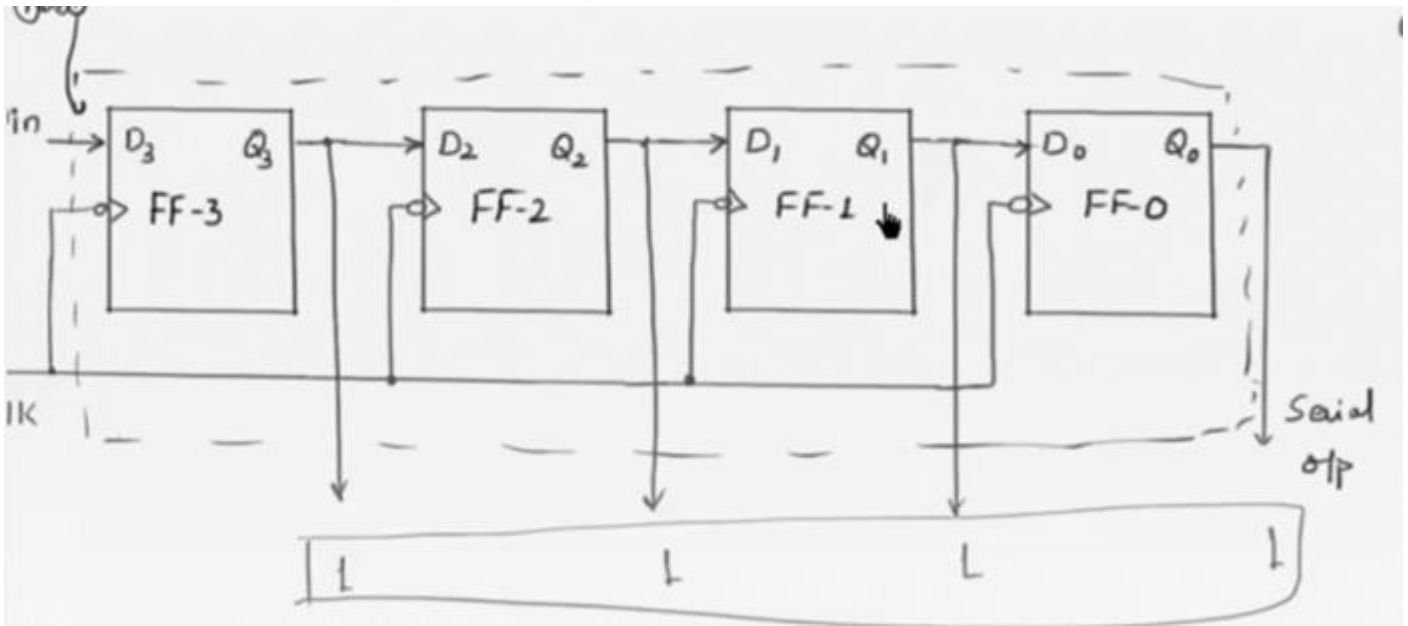 in
D₃ Q₃ D₂ Q₂ D₁ Q₁ D₀ Q₀
FF-3 FF-2 FF-1 FF-0
lK
Serial
o/p
1 1 1 1